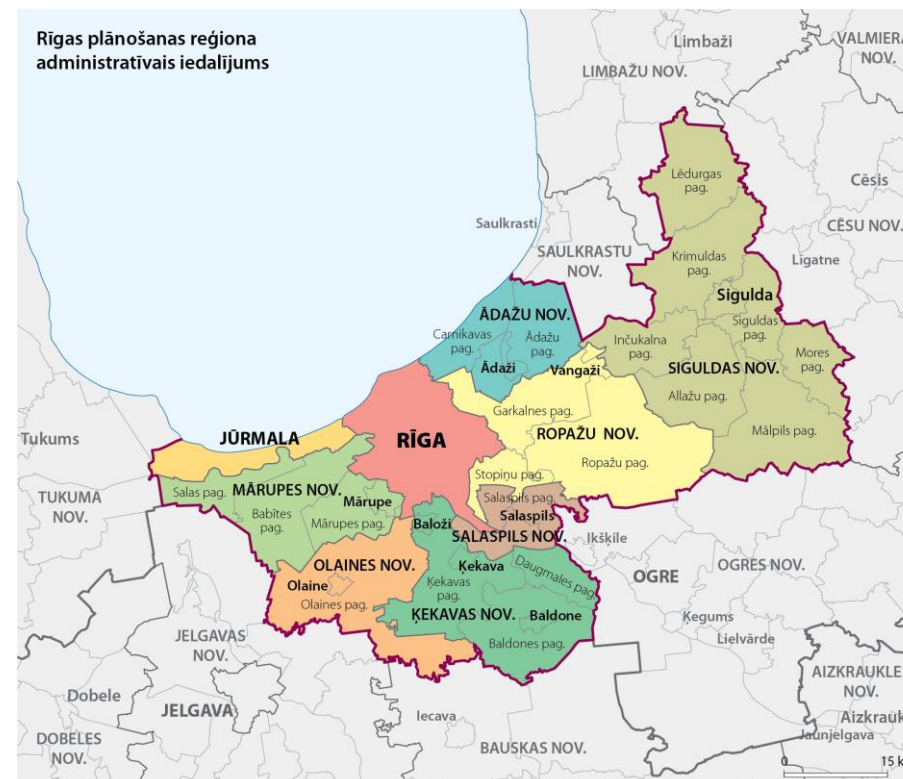 Rīgas plānošanas reģiona
administratīvais iedalījums
Limbaži
VALMIERA
NOV.
LIMBAŽU NOV.
Lēdurgas
pag.
Cēsis
CĒSU NOV.
Saulkrasti
SAULKRASTU
NOV.
Krimuldas
pag.
Līgatne
Sigulda
ĀDAŽU NOV.
Carnikavas
pag.
Ādažu
pag.
Siguldas
pag.
Inčukalna
pag.
Mores
pag.
Ādaži
Vangaži
SIGULDAS NOV.
Allažu pag.
Garkalnes pag.
Mālpils pag.
JŪRMALA
RĪGA
ROPAŽU NOV.
Tukums
Ropažu pag.
Stopiņu pag.
Salas pag.
MĀRUPES NOV.
TUKUMA
NOV.
Mārupe
Salaspils pag.
Babītes
pag.
Mārupes pag.
Baloži
Salaspils
SALASPILS NOV.
Ikšķile
OLAINES NOV.
Ķekava
Daugmales pag.
OGRE
OGRES NOV.
Olaine
Olaines pag.
Ķekavas
pag.
ĶEKAVAS NOV.
Baldone
Ķegums
Lielvārde
JELGAVAS
NOV.
Baldones pag.
AIZKRAUKLE
NOV.
Dobele
JELGAVA
Iecava
Aizkrauk
Jaunjelgava
DOBELES
NOV.
BAUSKAS NOV.
0
15 k